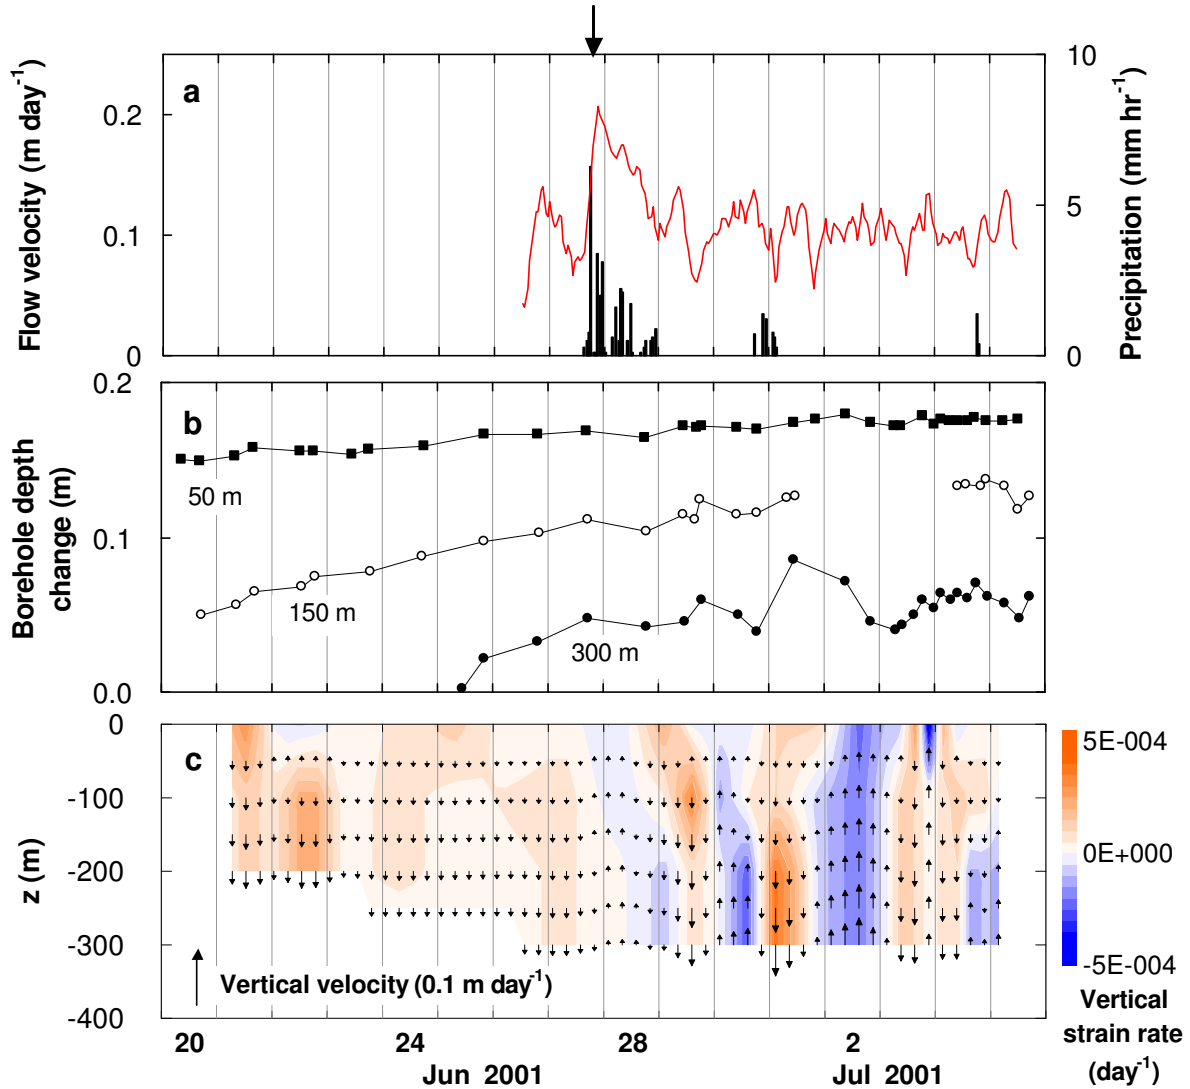 a
Flow velocity (m day-1)
0.2
0.1
0
10
5
0
Precipitation (mm hr-1)
b
Borehole depth
change (m)
0.2
0.1
0.0
50 m
150 m
300 m
c
z (m)
0
-100
-200
-300
-400
Vertical velocity (0.1 m day-1)
5E-004
0E+000
-5E-004
Vertical
strain rate
(day-1)
20
24
28
2
Jun 2001
Jul 2001